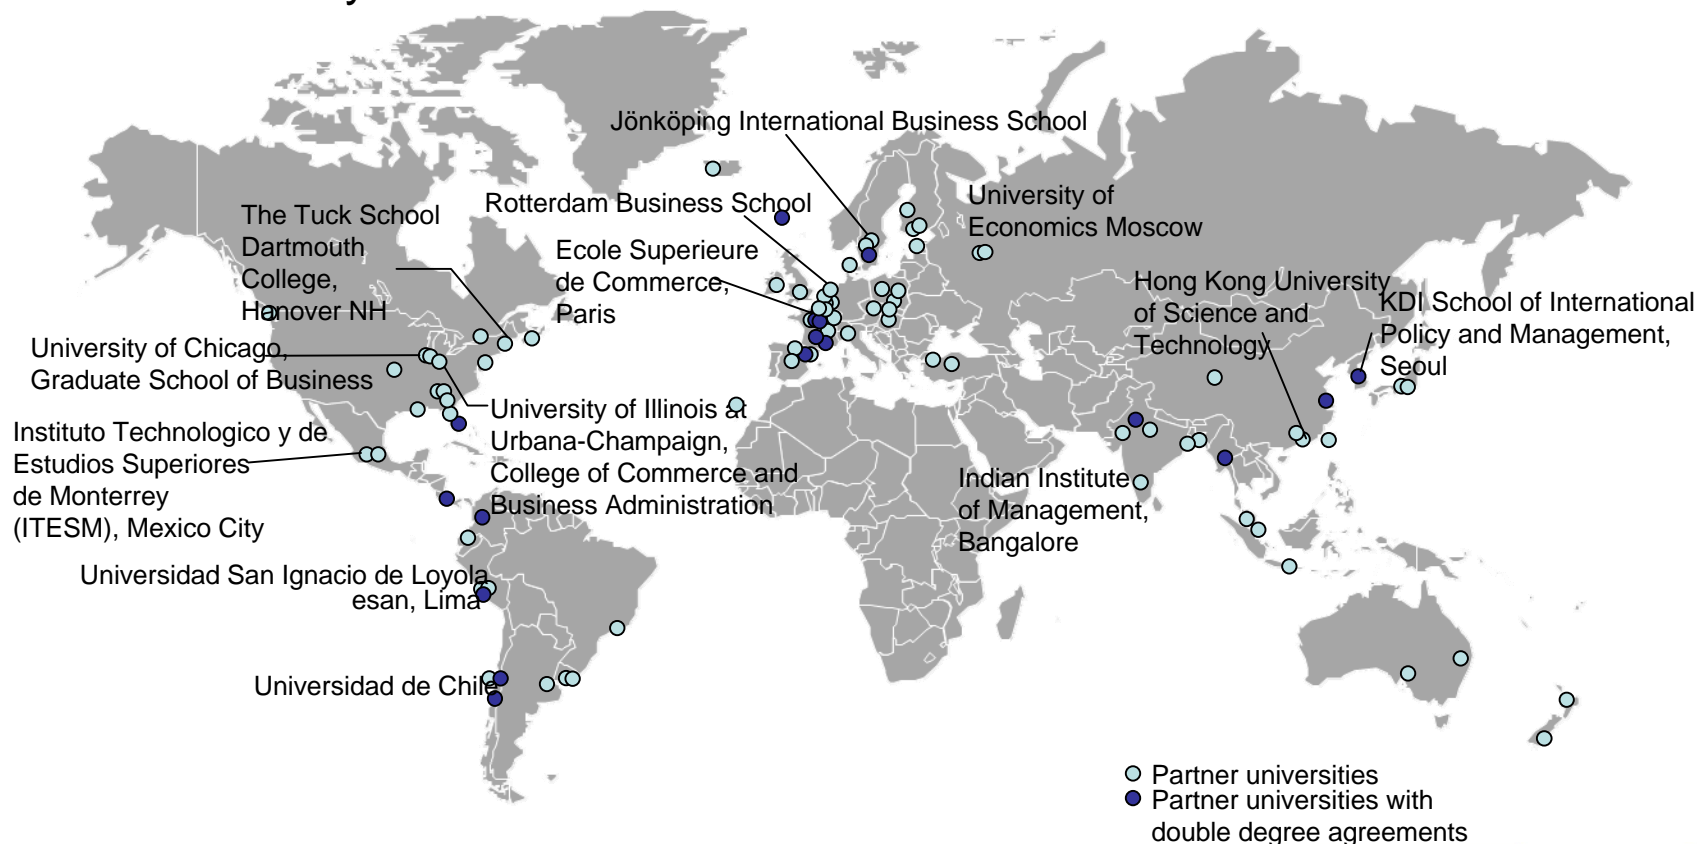 Jönköping International Business School
Rotterdam Business School
University of
Economics Moscow
The Tuck School
Dartmouth
College,
Hanover NH
Ecole Superieure
de Commerce,
Paris
Hong Kong University
of Science and
Technology
KDI School of International
Policy and Management,
Seoul
University of Chicago,
Graduate School of Business
University of Illinois at
Urbana-Champaign,
College of Commerce and
Business Administration
Instituto Technologico y de
Estudios Superiores
de Monterrey
(ITESM), Mexico City
Indian Institute
of Management,
Bangalore
Universidad San Ignacio de Loyola
esan, Lima
Universidad de Chile
Partner universities
Partner universities with
double degree agreements